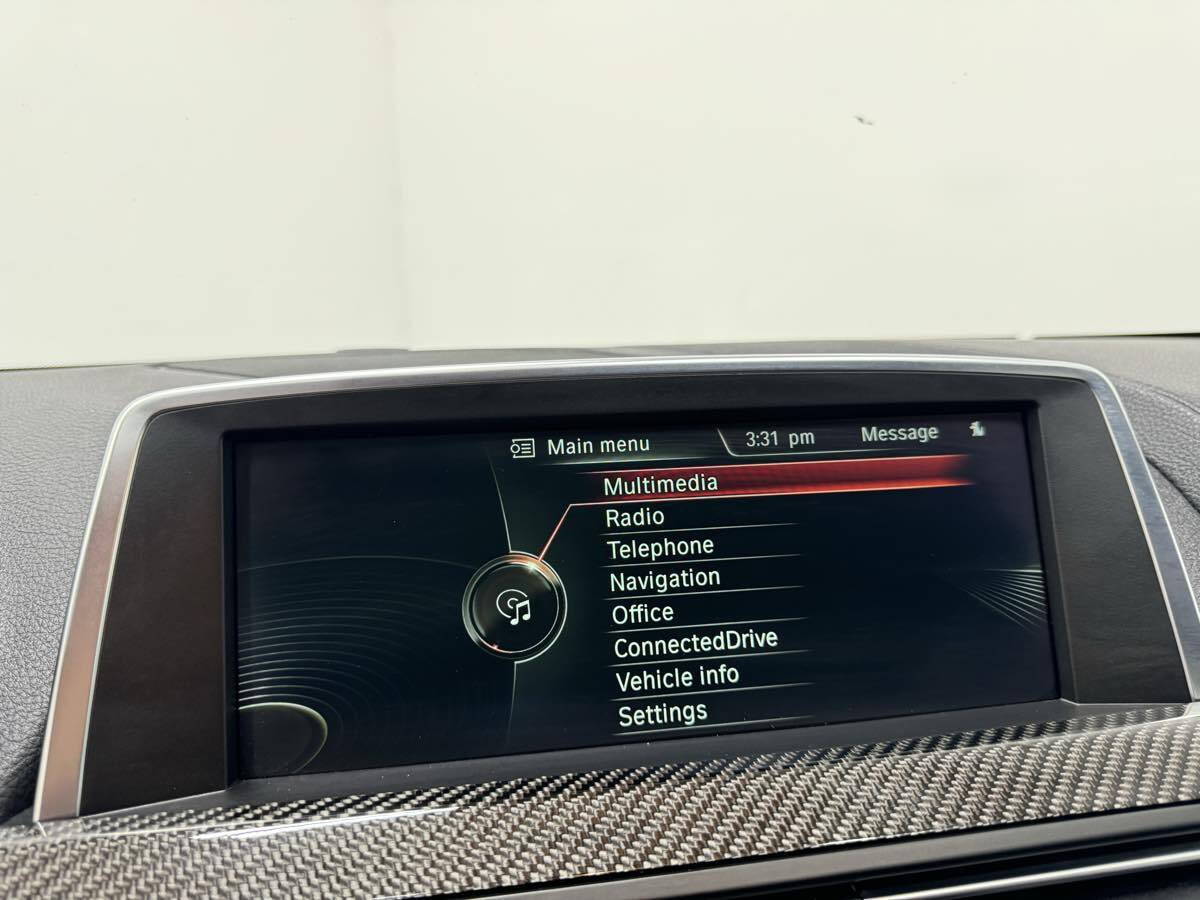 Main menu 3:31 pm Message
Multimedia
Radio
Telephone
Navigation
Office
ConnectedDrive
Vehicle info
Settings